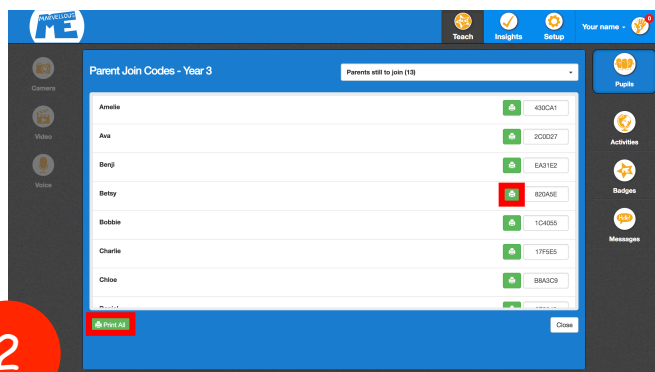 MARVELLOUS
ME
Teach
Insights
Setup
Your name
0
Camera
Video
Voice
Parent Join Codes - Year 3
Parents still to join (13)
Amelie 430CA1
Ava 2C0D27
Benji EA31E2
Betsy 820A5E
Bobbie 1C4055
Charlie 17F5E5
Chloe B8A3C9
Print All
Close
Pupils
Activities
Badges
Messages
2